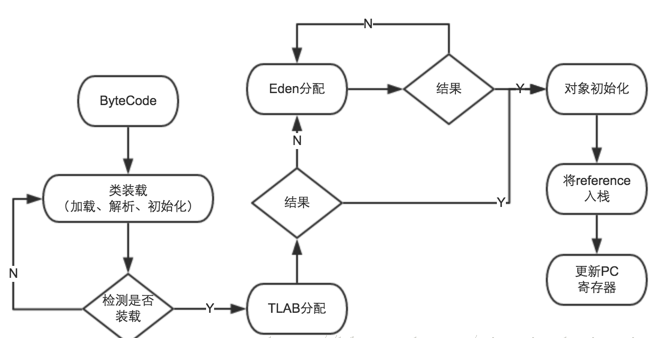 ByteCode
类装载
（加载、解析、初始化）
检测是否
装载
N
Y
TLAB分配
结果
N
Y
Eden分配
结果
N
Y
对象初始化
将reference
入栈
更新PC
寄存器